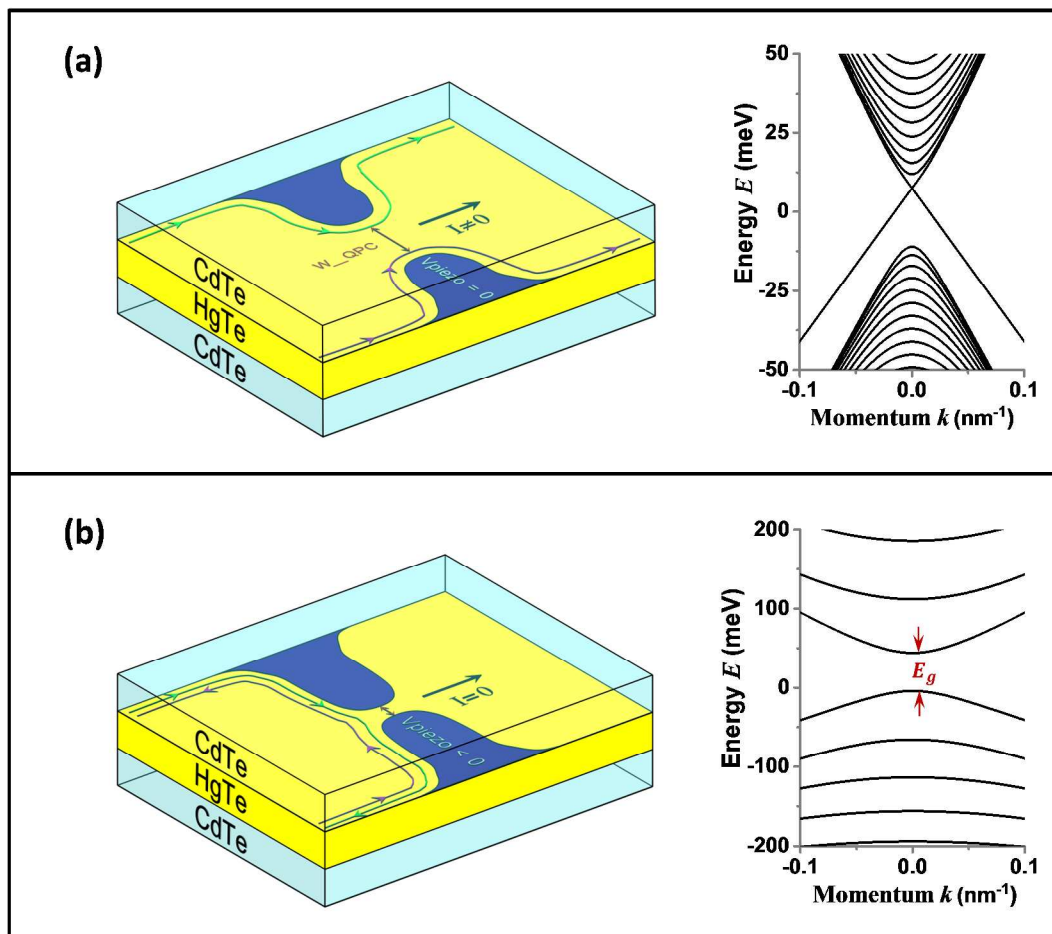 (a)
CdTe
HgTe
CdTe
W_QPC
I≠0
Vpiezo = 0
50
25
0
-25
-50
Energy E (meV)
-0.1
0.0
0.1
Momentum k (nm⁻¹)
(b)
CdTe
HgTe
CdTe
I=0
Vpiezo < 0
200
100
0
-100
-200
Energy E (meV)
E_g
-0.1
0.0
0.1
Momentum k (nm⁻¹)